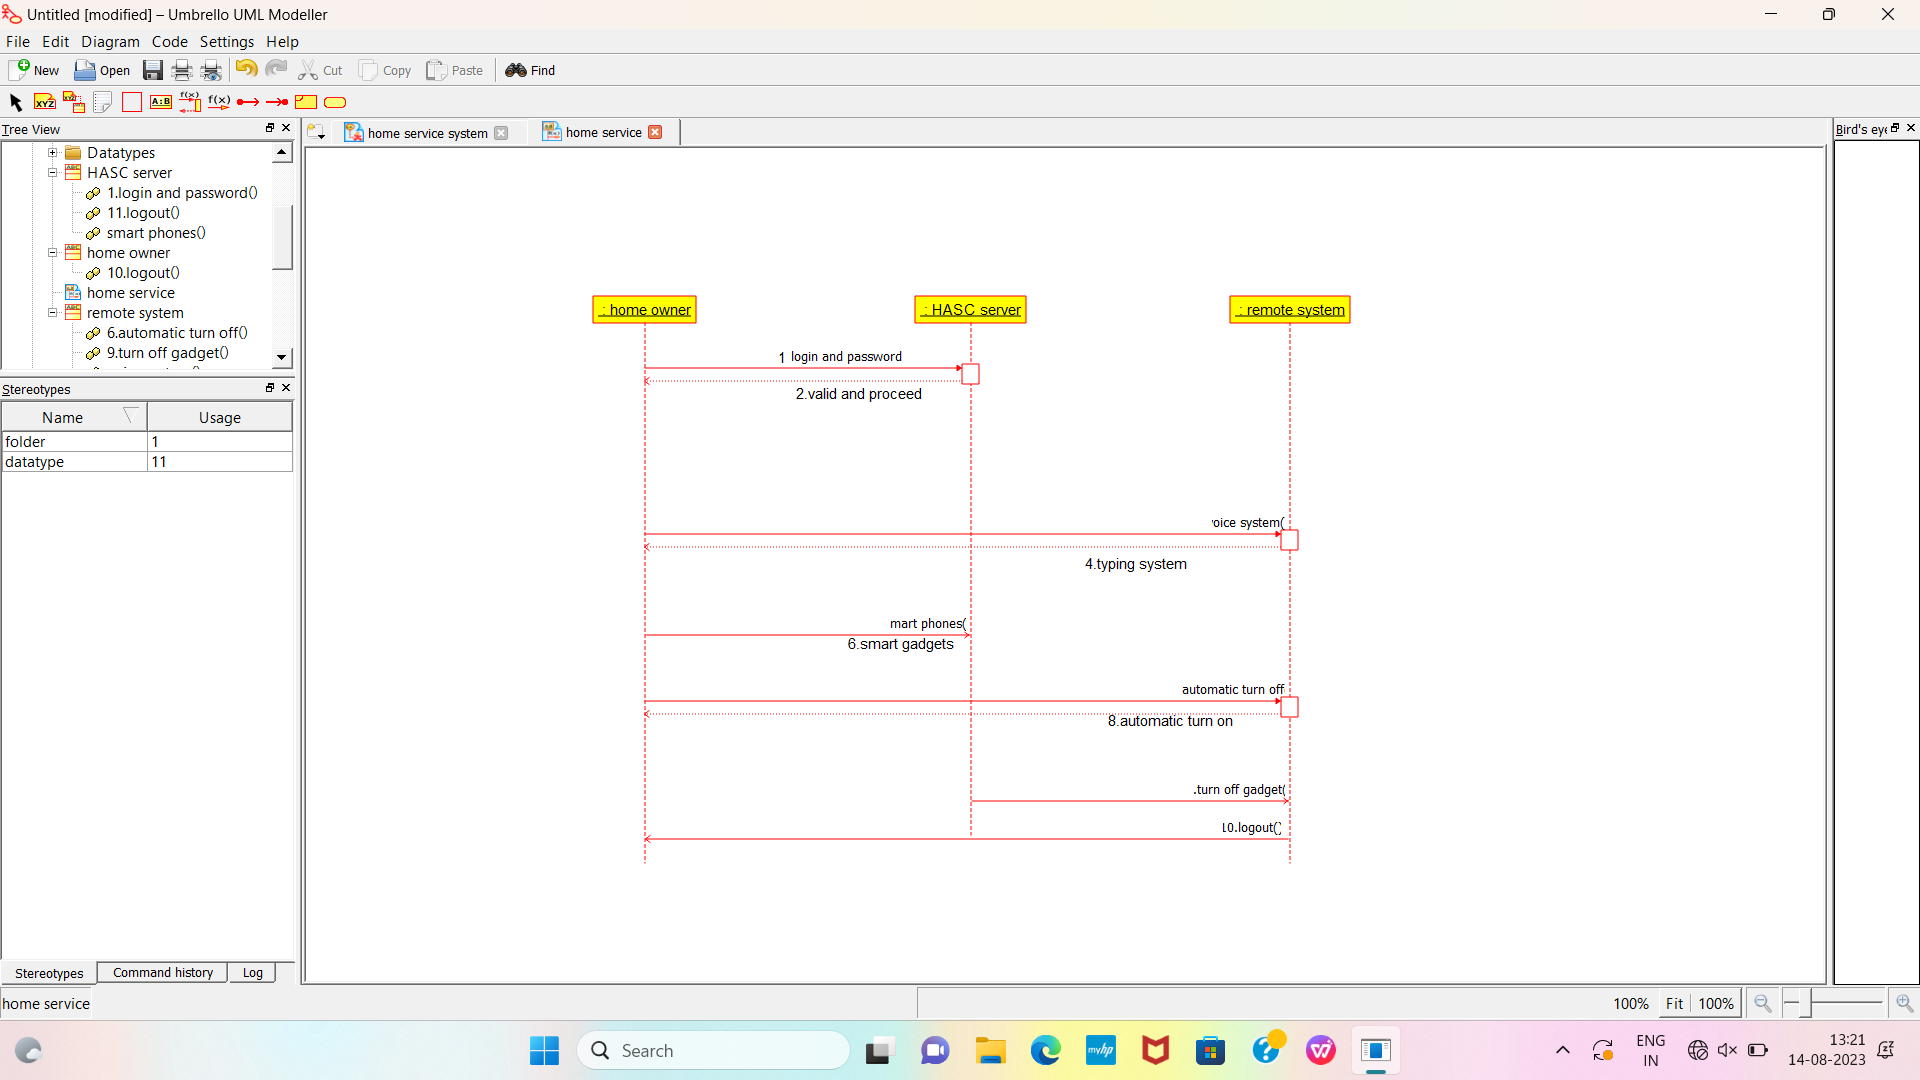 Untitled [modified] – Umbrello UML Modeller
File Edit Diagram Code Settings Help
New Open Cut Copy Paste Find
XYZ A:B f(x) f(x)
Tree View
Datatypes
HASC server
1.login and password()
11.logout()
smart phones()
home owner
10.logout()
home service
remote system
6.automatic turn off()
9.turn off gadget()
Stereotypes
Name Usage
folder 1
datatype 11
Stereotypes Command history Log
home service system home service
Bird's eye
: home owner : HASC server : remote system
1 login and password
2.valid and proceed
oice system(
4.typing system
mart phones(
6.smart gadgets
automatic turn off
8.automatic turn on
.turn off gadget(
10.logout()
home service
100% Fit 100%
Search
myhp
ENG
IN
13:21
14-08-2023